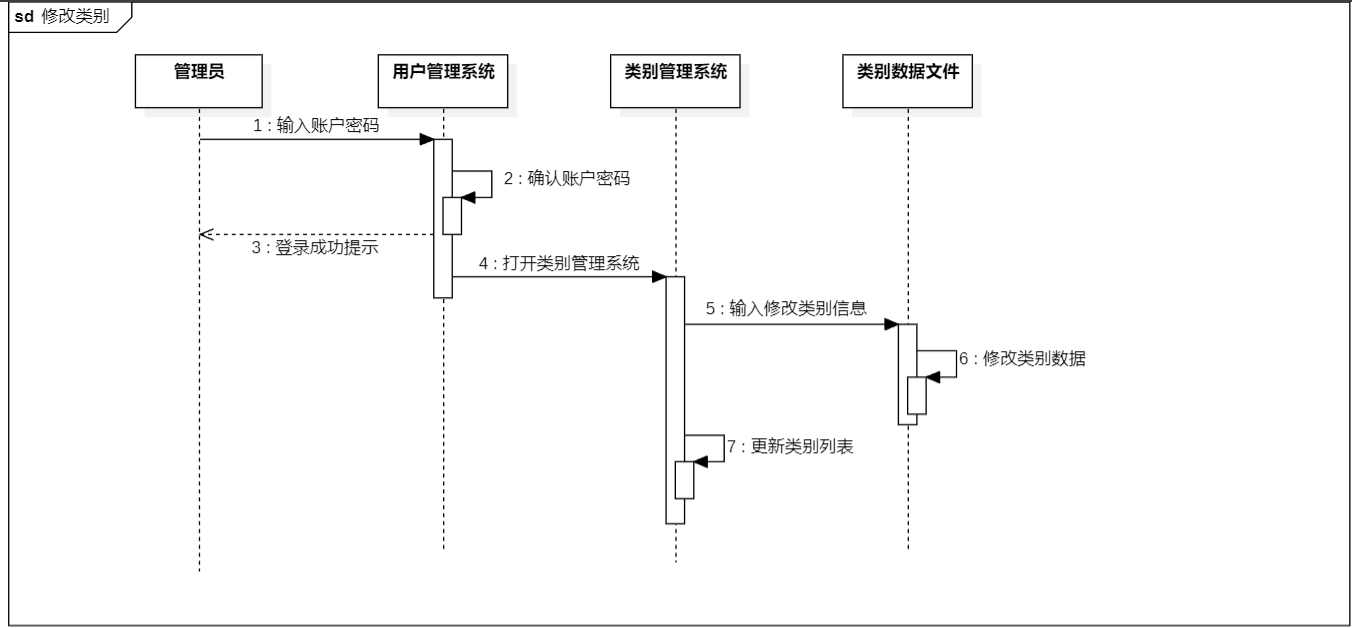 sd 修改类别
管理员
用户管理系统
类别管理系统
类别数据文件
1 : 输入账户密码
2 : 确认账户密码
3 : 登录成功提示
4 : 打开类别管理系统
5 : 输入修改类别信息
6 : 修改类别数据
7 : 更新类别列表